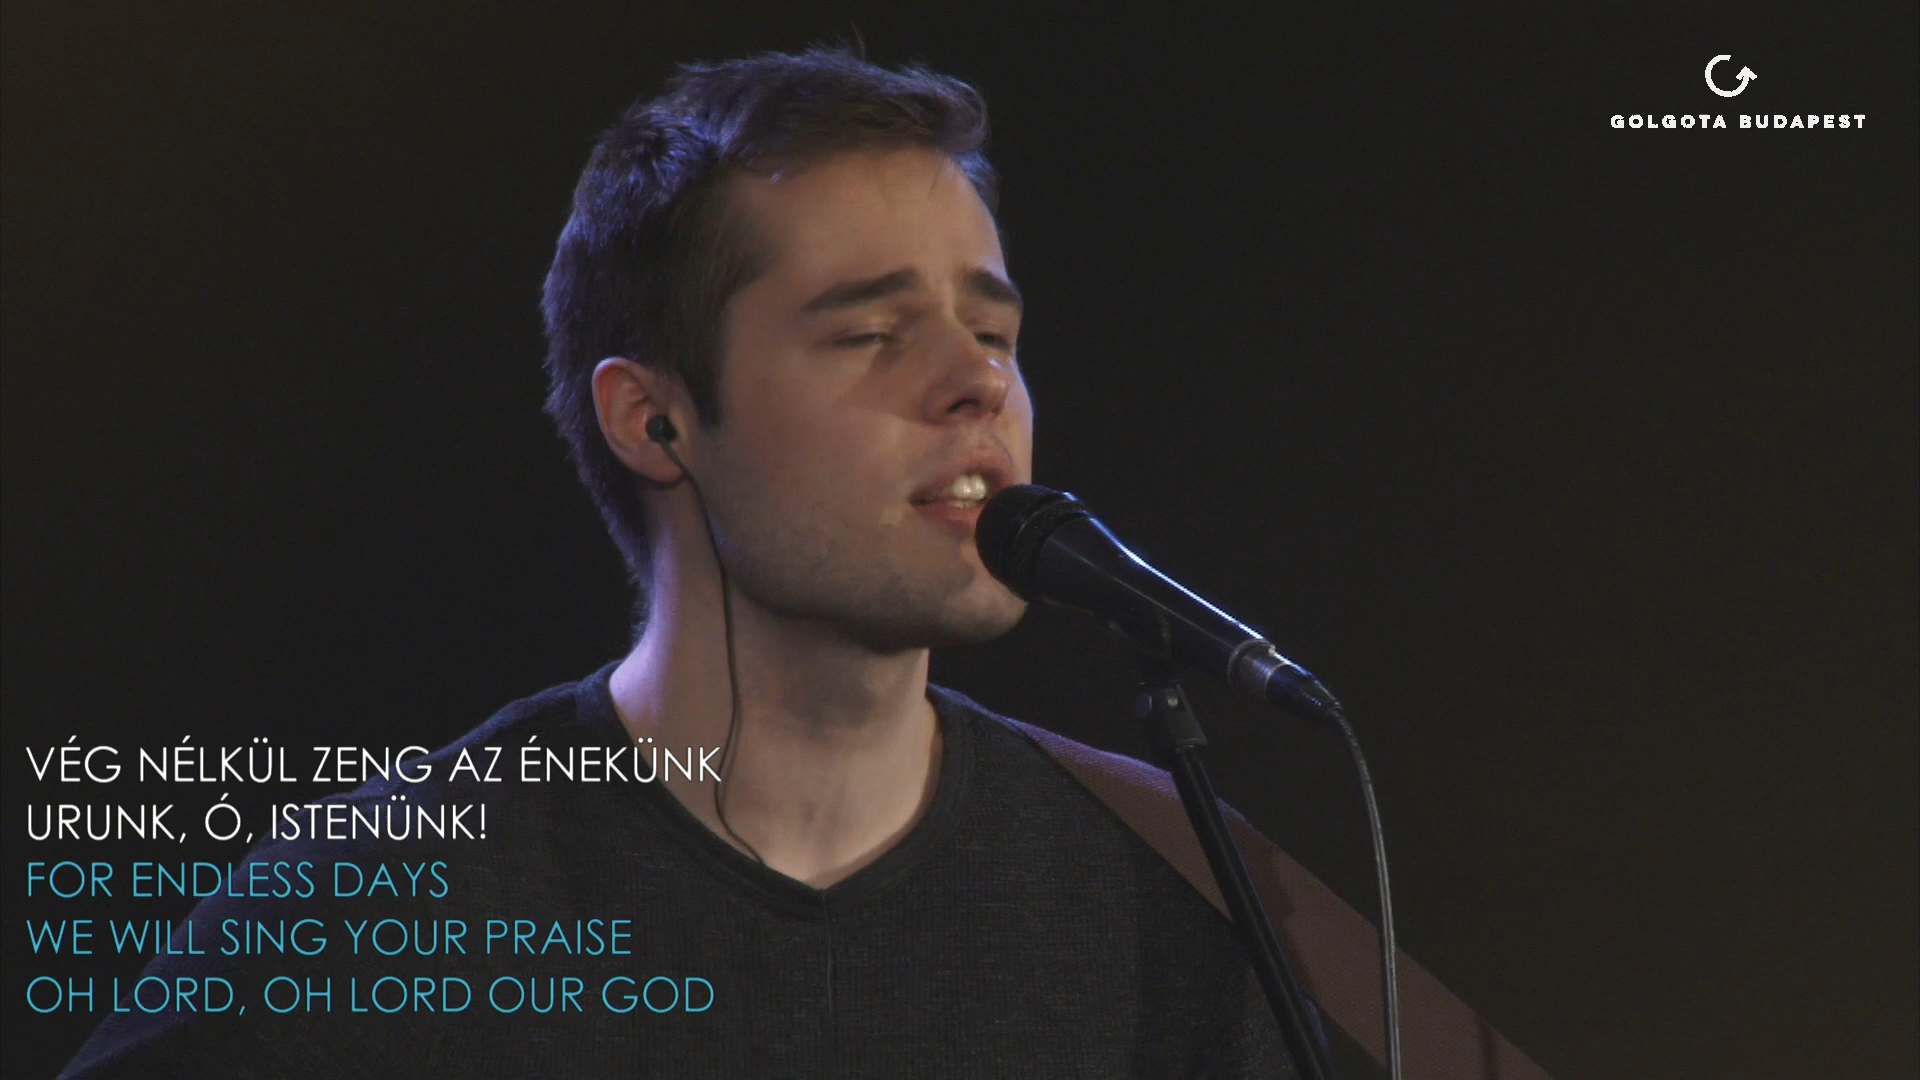 GOLGOTA BUDAPEST
VÉG NÉLKÜL ZENG AZ ÉNEKÜNK
URUNK, Ó, ISTENÜNK!
FOR ENDLESS DAYS
WE WILL SING YOUR PRAISE
OH LORD, OH LORD OUR GOD